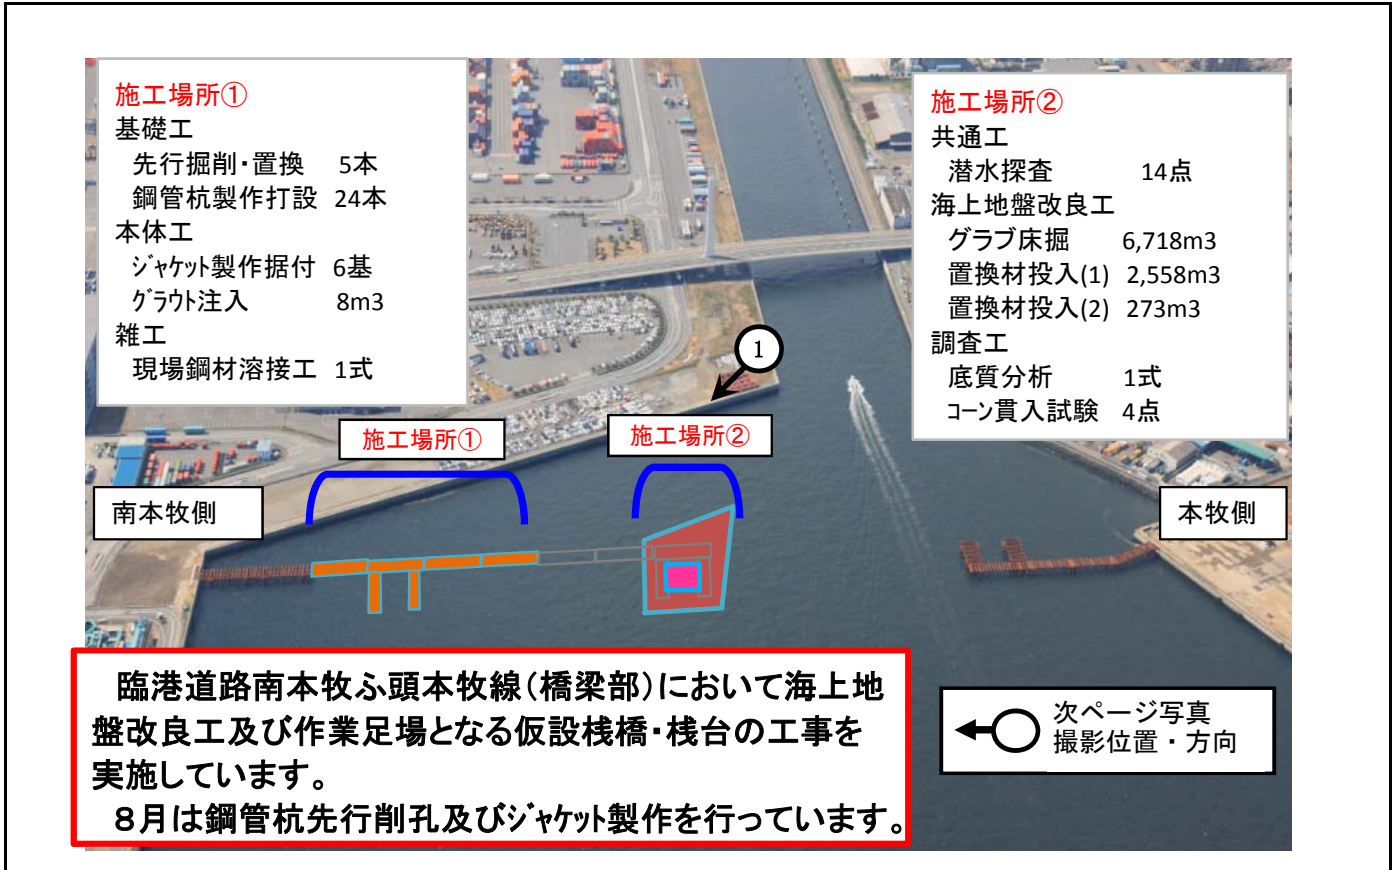 施工場所①
基礎工
先行掘削・置換 5本
鋼管杭製作打設 24本
本体工
ｼﾞｬｹｯﾄ製作据付 6基
ｸﾞﾗｳﾄ注入 8m3
雑工
現場鋼材溶接工 1式
施工場所②
共通工
潜水探査 14点
海上地盤改良工
グラブ床掘 6,718m3
置換材投入(1) 2,558m3
置換材投入(2) 273m3
調査工
底質分析 1式
ｺｰﾝ貫入試験 4点
1
施工場所①
施工場所②
南本牧側
本牧側
臨港道路南本牧ふ頭本牧線（橋梁部）において海上地
盤改良工及び作業足場となる仮設桟橋・桟台の工事を
実施しています。
８月は鋼管杭先行削孔及びｼﾞｬｹｯﾄ製作を行っています。
次ページ写真
撮影位置・方向